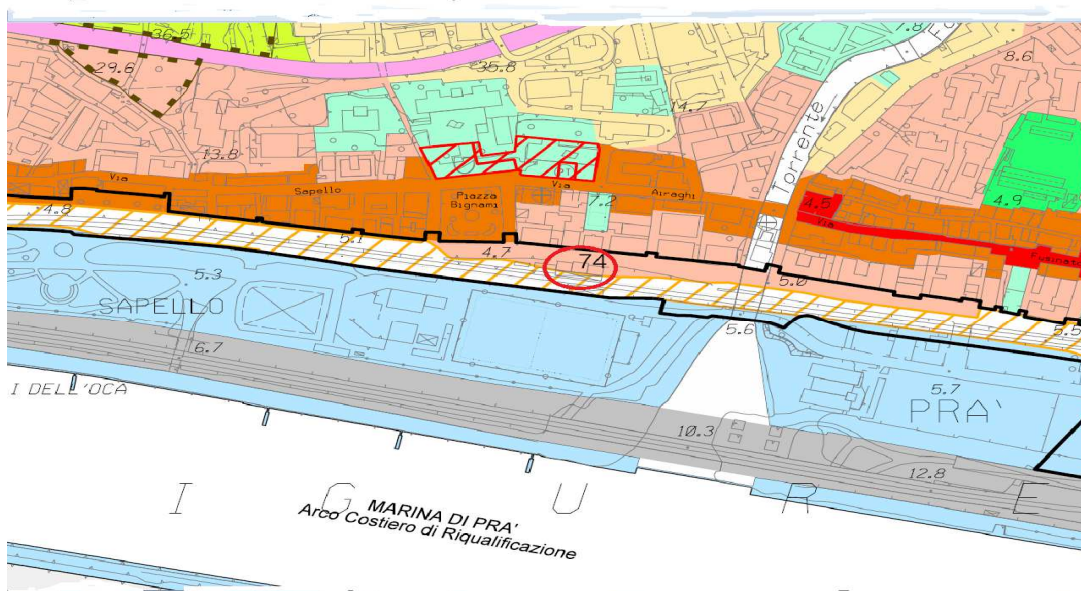 36.5
29.6
35.8
7.8
8.6
14.7
Torrente
13.8
Via
Sapello
Piazza
Bignami
Via
Airaghi
7.2
4.5
Via
4.9
Fusinato
4.8
5.1
4.7
74
5.0
5.3
SAPELLO
5.6
5.5
6.7
I DELL'OCA
5.7
PRA'
10.3
12.8
I G U R E
MARINA DI PRA'
Arco Costiero di Riqualificazione